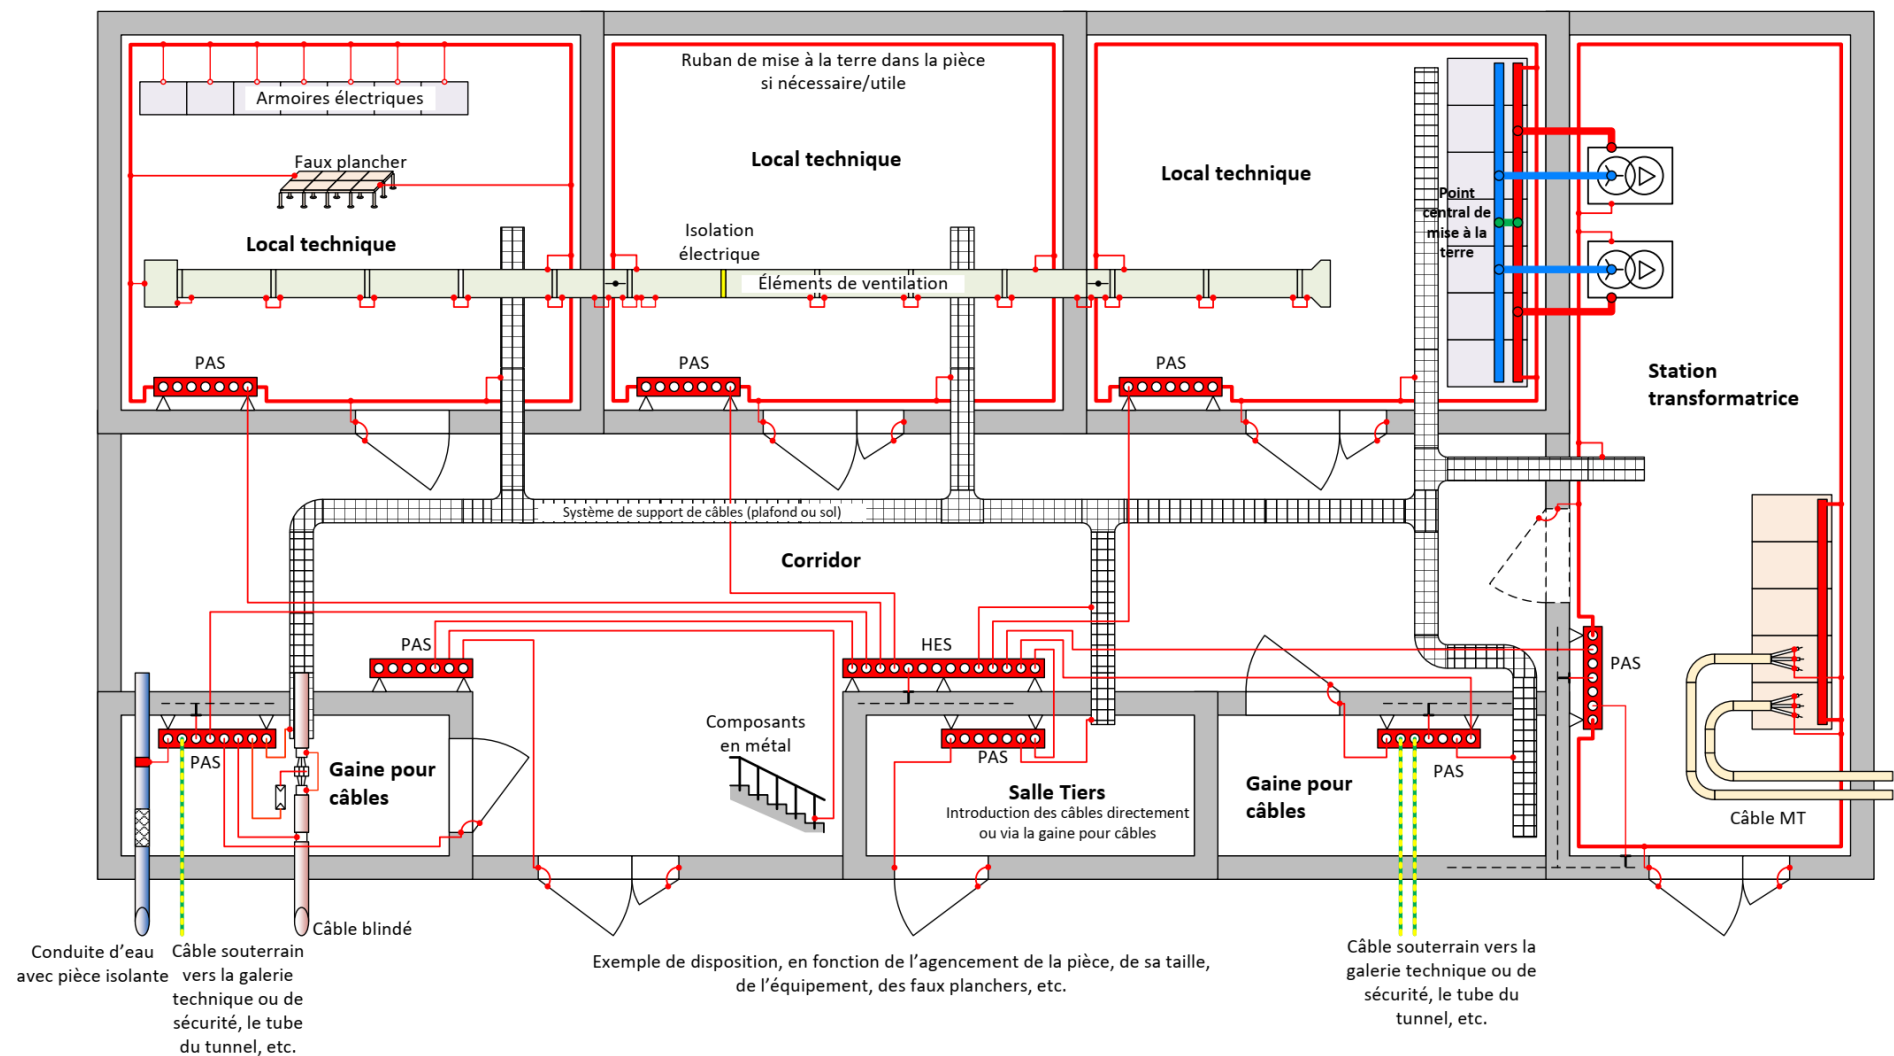 Ruban de mise à la terre dans la pièce
si nécessaire/utile
Armoires électriques
Faux plancher
Local technique
Local technique
Local technique
Point
central de
mise à la
terre
Isolation
électrique
Éléments de ventilation
PAS
PAS
PAS
Station
transformatrice
Système de support de câbles (plafond ou sol)
Corridor
PAS
HES
PAS
PAS
Gaine pour
câbles
Composants
en métal
PAS
Salle Tiers
Introduction des câbles directement
ou via la gaine pour câbles
Gaine pour
câbles
PAS
Câble MT
Câble blindé
Conduite d’eau
avec pièce isolante
Câble souterrain
vers la galerie
technique ou de
sécurité, le tube
du tunnel, etc.
Exemple de disposition, en fonction de l’agencement de la pièce, de sa taille,
de l’équipement, des faux planchers, etc.
Câble souterrain vers la
galerie technique ou de
sécurité, le tube du
tunnel, etc.